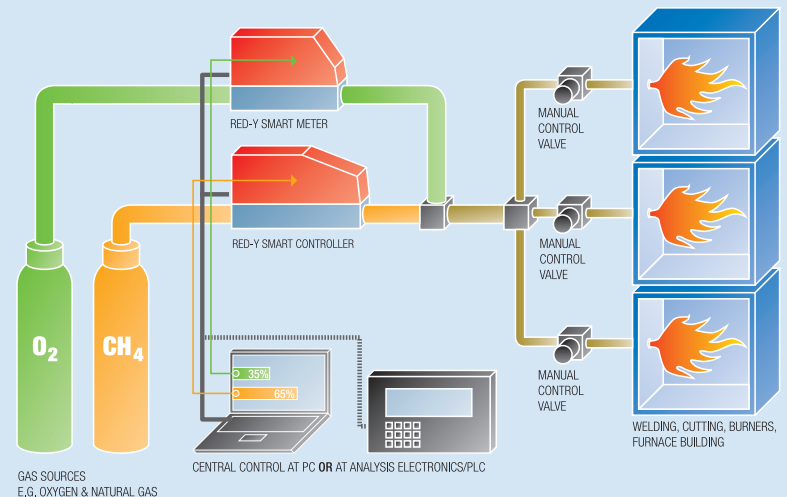 RED-Y SMART METER
RED-Y SMART CONTROLLER
MANUAL
CONTROL
VALVE
MANUAL
CONTROL
VALVE
MANUAL
CONTROL
VALVE
O2
CH4
35%
65%
CENTRAL CONTROL AT PC OR AT ANALYSIS ELECTRONICS/PLC
WELDING, CUTTING, BURNERS,
FURNACE BUILDING
GAS SOURCES
E,G, OXYGEN & NATURAL GAS